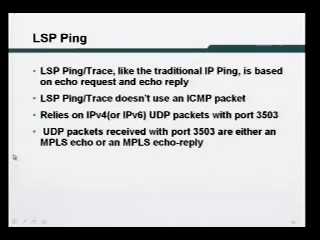 LSP Ping
• LSP Ping/Trace, like the traditional IP Ping, is based
on echo request and echo reply
• LSP Ping/Trace doesn't use an ICMP packet
• Relies on IPv4(or IPv6) UDP packets with port 3503
• UDP packets received with port 3503 are either an
MPLS echo or an MPLS echo-reply